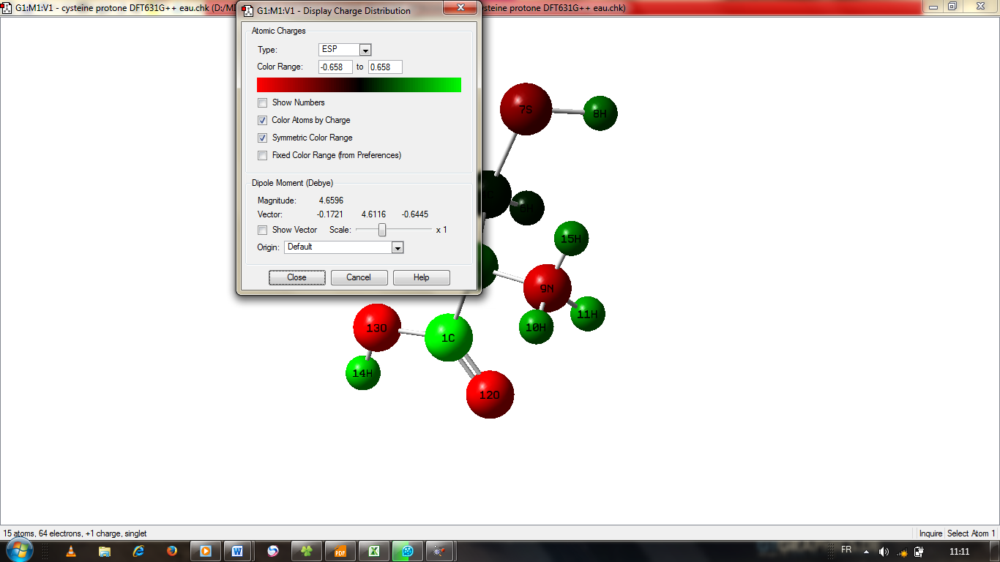 G1:M1:V1 - cysteine protone DFT631G++ eau.chk (D:/M
steine protone DFT631G++ eau.chk)
G1:M1:V1 - Display Charge Distribution
Atomic Charges
Type: ESP
Color Range: -0.658 to 0.658
Show Numbers
Color Atoms by Charge
Symmetric Color Range
Fixed Color Range (from Preferences)
Dipole Moment (Debye)
Magnitude: 4.6596
Vector: -0.1721 4.6116 -0.6445
Show Vector Scale: x 1
Origin: Default
Close Cancel Help
7S 8H
6H
15H
9N
11H
10H
13O 1C
14H
12O
15 atoms, 64 electrons, +1 charge, singlet
Inquire Select Atom 1
W PDF X FR 11:11